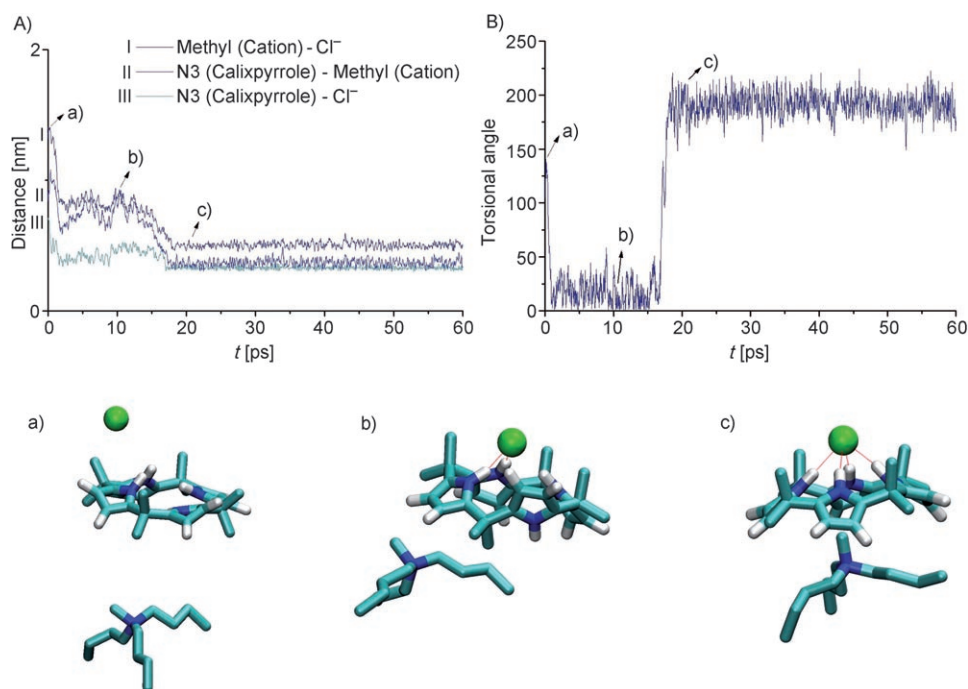 A)
I — Methyl (Cation) - Cl⁻
II — N3 (Calixpyrrole) - Methyl (Cation)
III — N3 (Calixpyrrole) - Cl⁻
2
Distance [nm]
I
II
III
0
a)
b)
c)
0 10 20 30 40 50 60
t [ps]
B)
250
200
150
100
50
0
Torsional angle
a)
b)
c)
0 10 20 30 40 50 60
t [ps]
a)
b)
c)